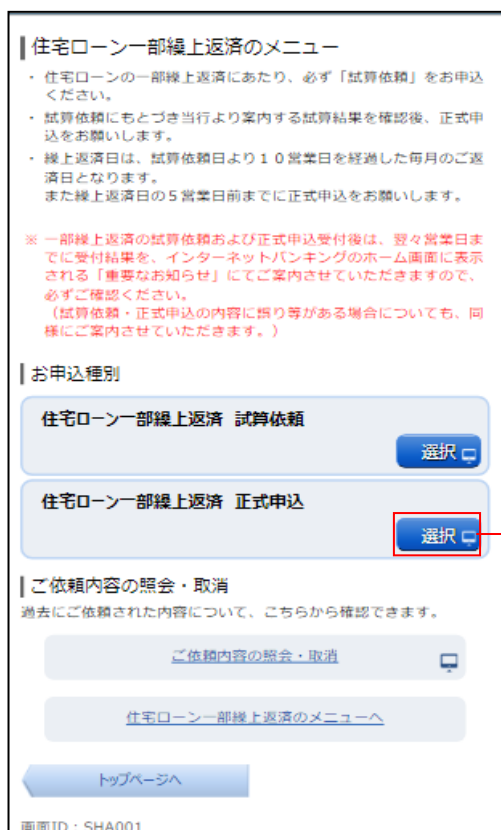 住宅ローン一部繰上返済のメニュー
・ 住宅ローンの一部繰上返済にあたり、必ず「試算依頼」をお申込
ください。
・ 試算依頼にもとづき当行より案内する試算結果を確認後、正式申
込をお願いします。
・ 繰上返済日は、試算依頼日より１０営業日を経過した毎月のご返
済日となります。
また繰上返済日の５営業日前までに正式申込をお願いします。
※ 一部繰上返済の試算依頼および正式申込受付後は、翌々営業日ま
でに受付結果を、インターネットバンキングのホーム画面に表示
される「重要なお知らせ」にてご案内させていただきますので、
必ずご確認ください。
（試算依頼・正式申込の内容に誤り等がある場合についても、同
様にご案内させていただきます。）
お申込種別
住宅ローン一部繰上返済 試算依頼
選択
住宅ローン一部繰上返済 正式申込
選択
ご依頼内容の照会・取消
過去にご依頼された内容について、こちらから確認できます。
ご依頼内容の照会・取消
住宅ローン一部繰上返済のメニューへ
トップページへ
画面ID：SHA001